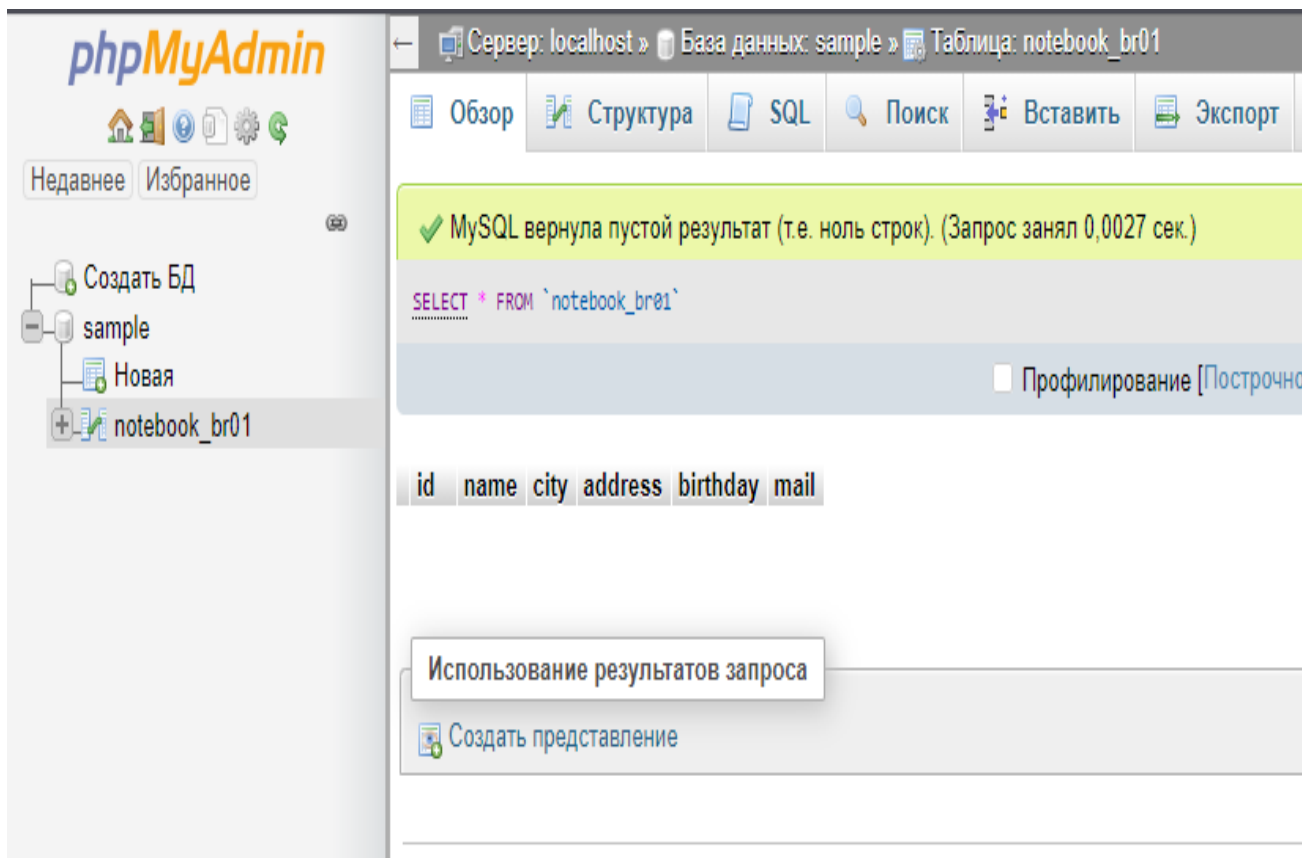 phpMyAdmin
Недавнее Избранное
Создать БД
sample
Новая
notebook_br01
← Сервер: localhost » База данных: sample » Таблица: notebook_br01
Обзор Структура SQL Поиск Вставить Экспорт
MySQL вернула пустой результат (т.е. ноль строк). (Запрос занял 0,0027 сек.)
SELECT * FROM `notebook_br01`
Профилирование [Построчно
id name city address birthday mail
Использование результатов запроса
Создать представление